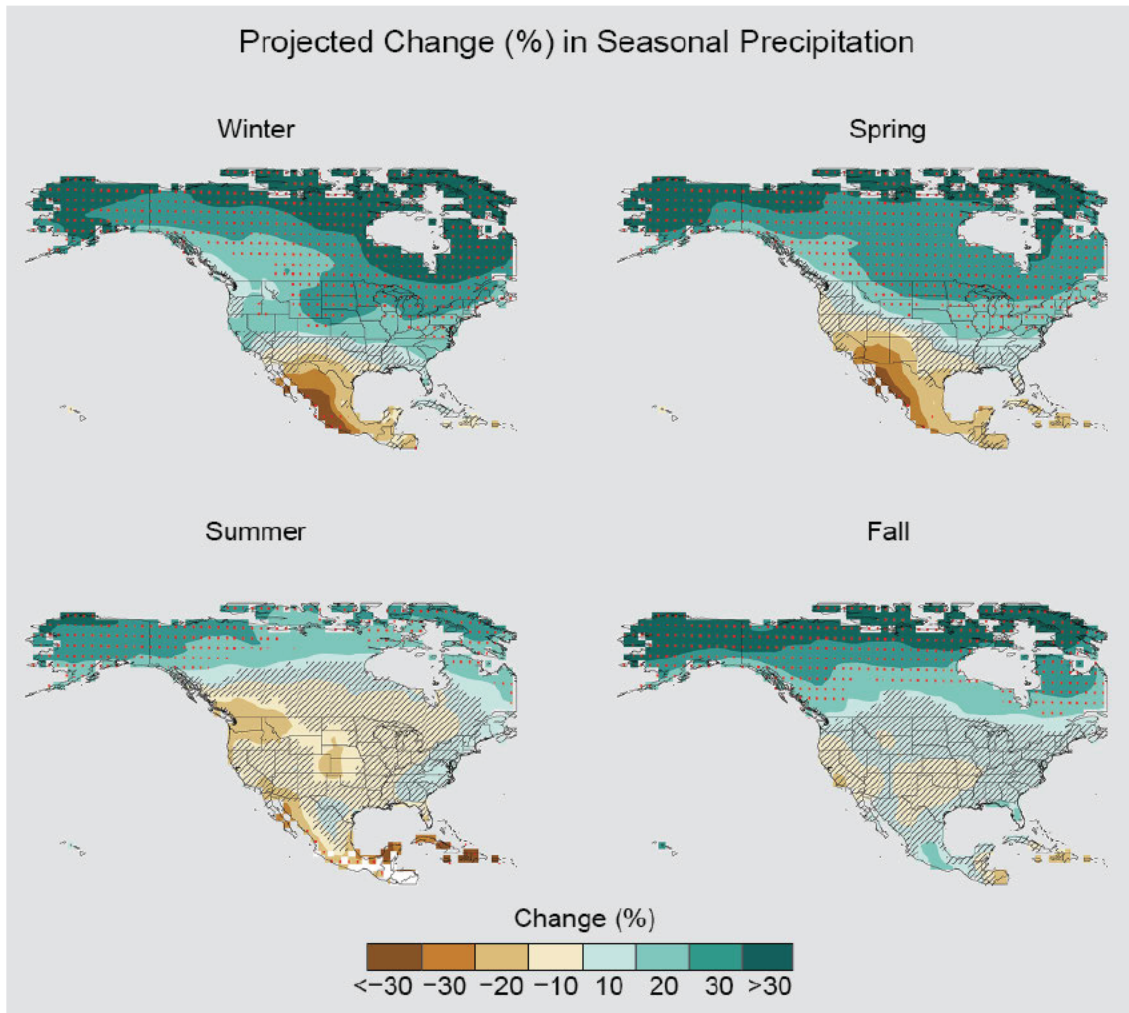 Projected Change (%) in Seasonal Precipitation
Winter
Spring
Summer
Fall
Change (%)
<−30 −30 −20 −10 10 20 30 >30